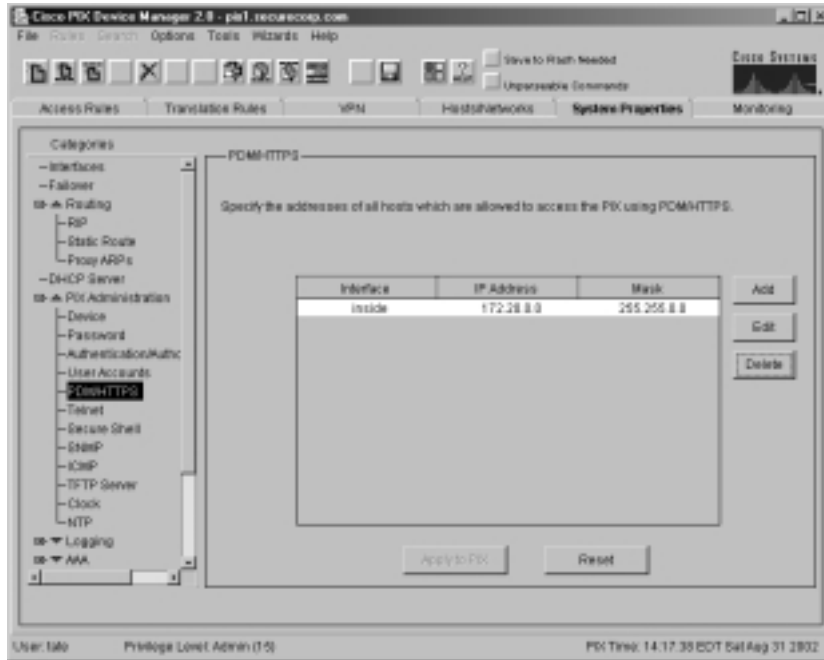 Cisco PIX Device Manager 2.0 - pix1.securecorp.com
File Rules Search Options Tools Wizards Help
Save to Flash Needed
Unparseable Commands
CISCO SYSTEMS
Access Rules Translation Rules VPN Hosts/Networks System Properties Monitoring
Categories
Interfaces
Failover
Routing
RIP
Static Route
Proxy ARPs
DHCP Server
PIX Administration
Device
Password
Authentication/Autho
User Accounts
PDM/HTTPS
Telnet
Secure Shell
SNMP
ICMP
TFTP Server
Clock
NTP
Logging
AAA
PDM/HTTPS
Specify the addresses of all hosts which are allowed to access the PIX using PDM/HTTPS.
Interface IP Address Mask
inside 255.255.0.0
Add
Edit
Delete
Apply to PIX Reset
User: Privilege Level: Admin (15) PIX Time: 14:17:38 EDT Sat Aug 31 2002